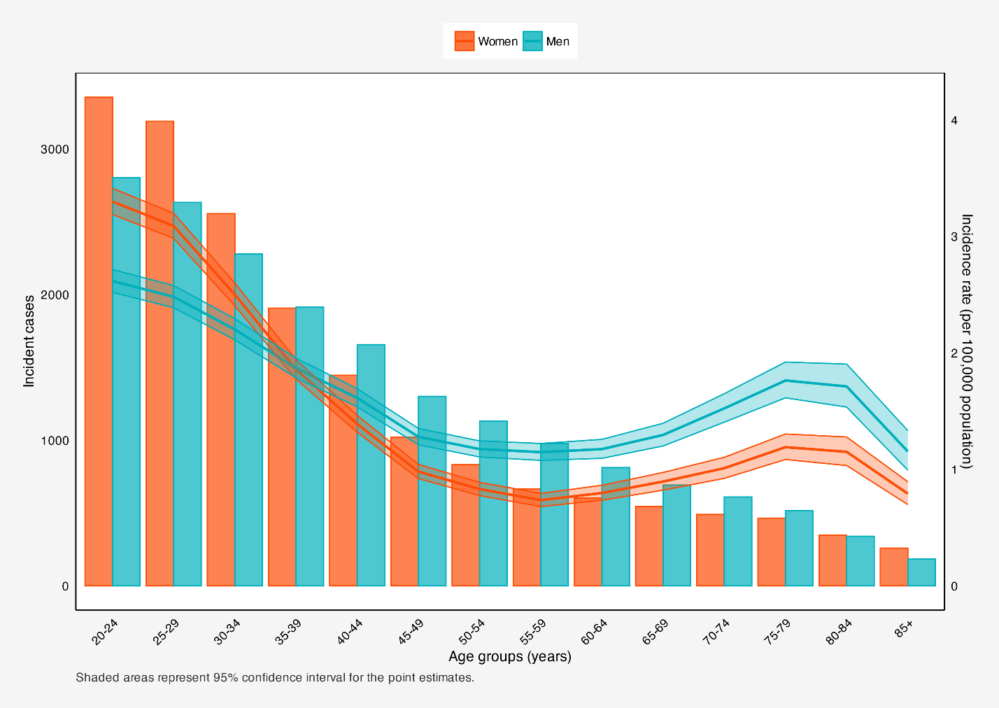 Women Men
3000
2000
1000
0
Incident cases
4
3
2
1
0
Incidence rate (per 100,000 population)
20-24 25-29 30-34 35-39 40-44 45-49 50-54 55-59 60-64 65-69 70-74 75-79 80-84 85+
Age groups (years)
Shaded areas represent 95% confidence interval for the point estimates.